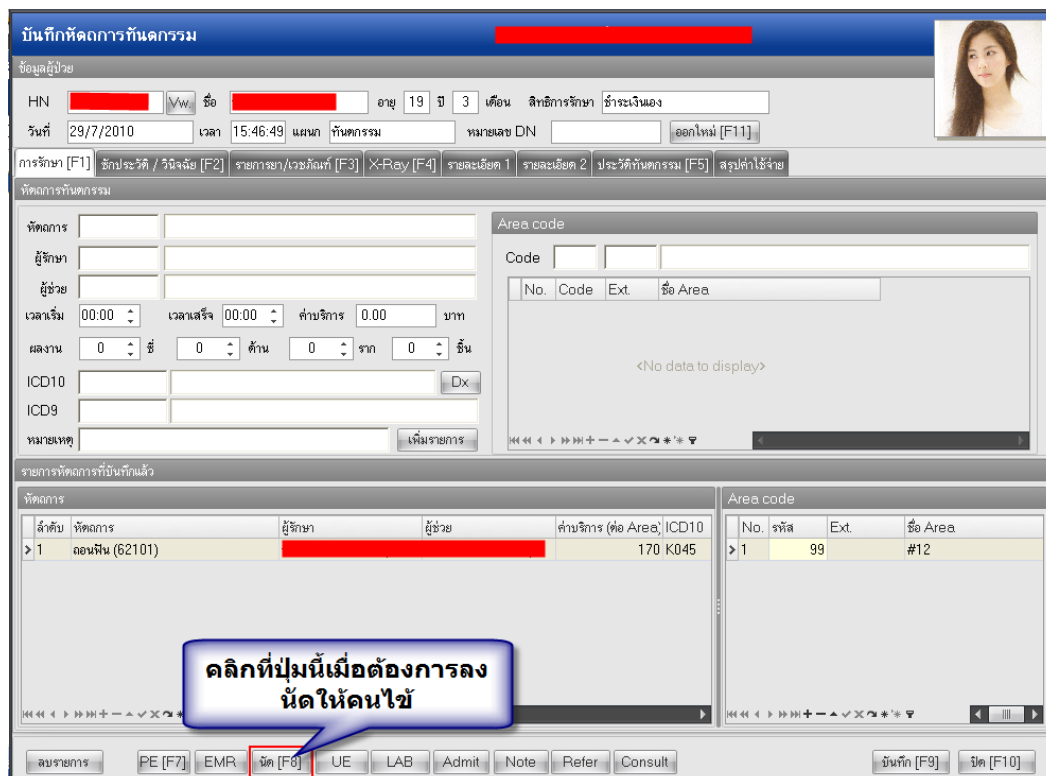 บันทึกหัตถการทันตกรรม
ข้อมูลผู้ป่วย
HN Vw. ชื่อ อายุ 19 ปี 3 เดือน สิทธิการรักษา ชำระเงินเอง
วันที่ 29/7/2010 เวลา 15:46:49 แผนก ทันตกรรม หมายเลข DN ออกใหม่ [F11]
การรักษา [F1] ซักประวัติ / วินิจฉัย [F2] รายการยา/เวชภัณฑ์ [F3] X-Ray [F4] รายละเอียด 1 รายละเอียด 2 ประวัติทันตกรรม [F5] สรุปค่าใช้จ่าย
หัตถการทันตกรรม
หัตถการ
ผู้รักษา
ผู้ช่วย
เวลาเริ่ม 00:00 เวลาเสร็จ 00:00 ค่าบริการ 0.00 บาท
ผลงาน 0 ซี่ 0 ด้าน 0 ราก 0 ชิ้น
ICD10 Dx
ICD9
หมายเหตุ เพิ่มรายการ
Area code
Code
No. Code Ext. ชื่อ Area
<No data to display>
รายการหัตถการที่บันทึกแล้ว
หัตถการ
ลำดับ หัตถการ ผู้รักษา ผู้ช่วย ค่าบริการ (ต่อ Area) ICD10
1 ถอนฟัน (62101) 170 K045
Area code
No. รหัส Ext. ชื่อ Area
1 99 #12
คลิกที่ปุ่มนี้เมื่อต้องการลง
นัดให้คนไข้
ลบรายการ PE [F7] EMR นัด [F8] UE LAB Admit Note Refer Consult บันทึก [F9] ปิด [F10]